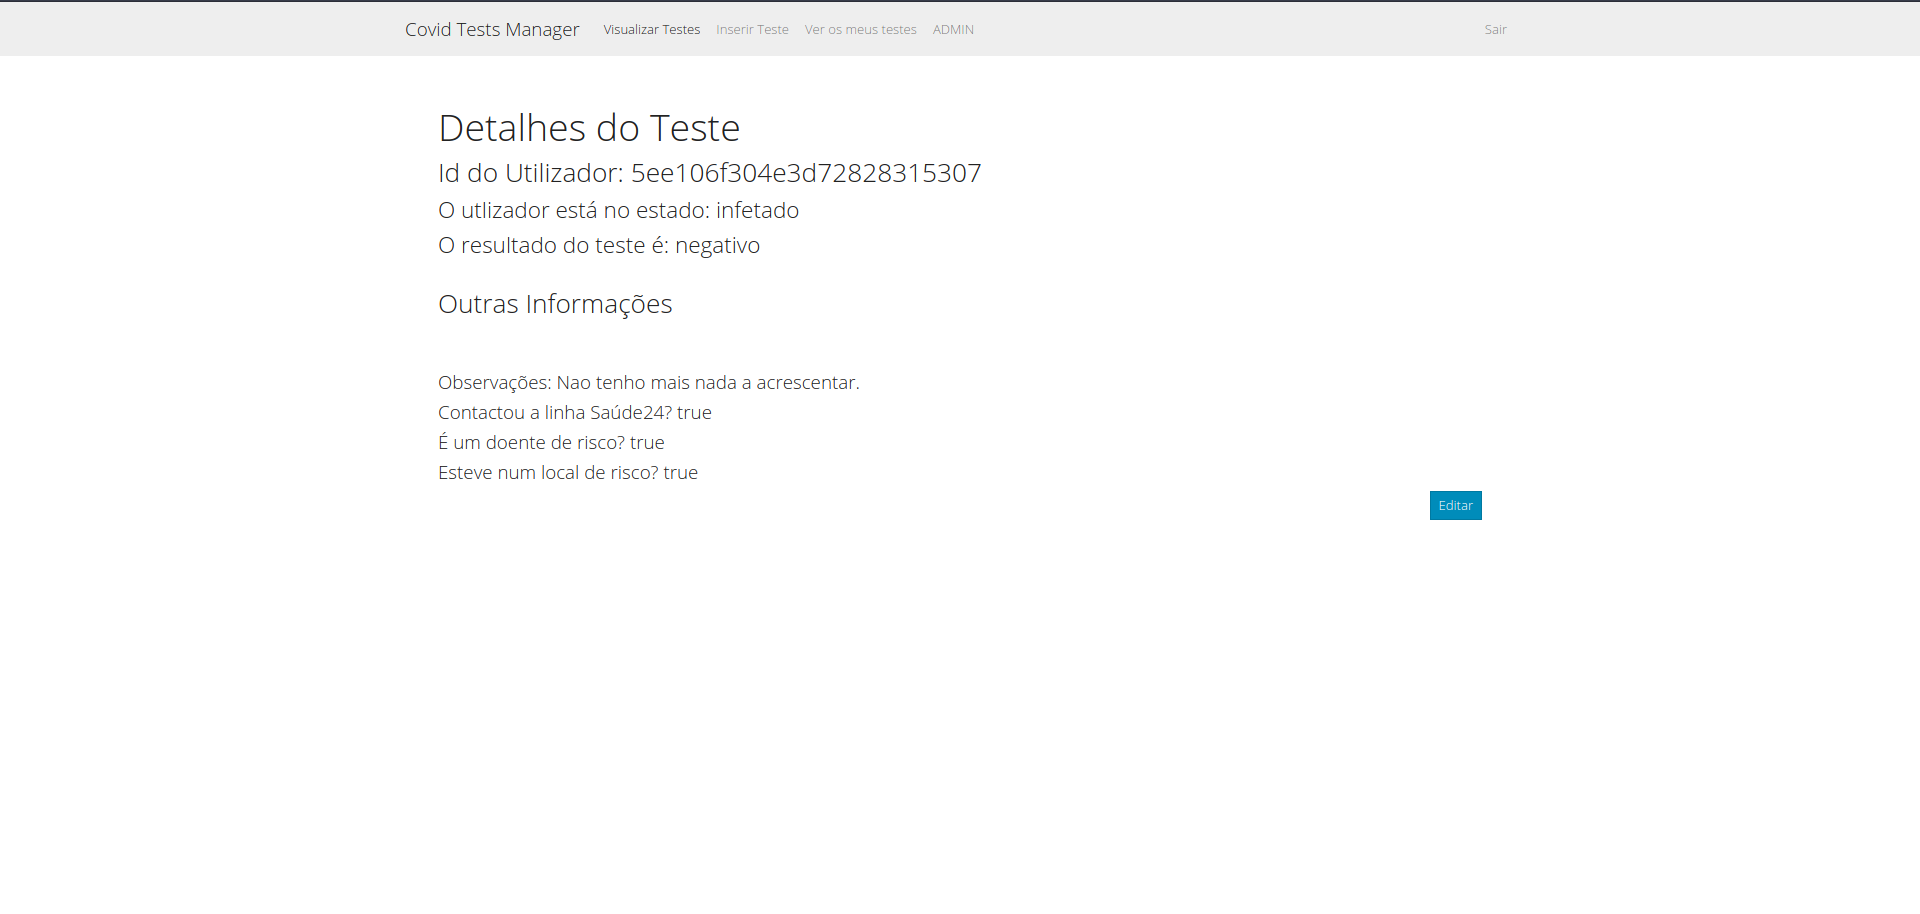 Covid Tests Manager Visualizar Testes Inserir Teste Ver os meus testes ADMIN Sair
Detalhes do Teste
Id do Utilizador: 5ee106f304e3d72828315307
O utlizador está no estado: infetado
O resultado do teste é: negativo
Outras Informações
Observações: Nao tenho mais nada a acrescentar.
Contactou a linha Saúde24? true
É um doente de risco? true
Esteve num local de risco? true
Editar